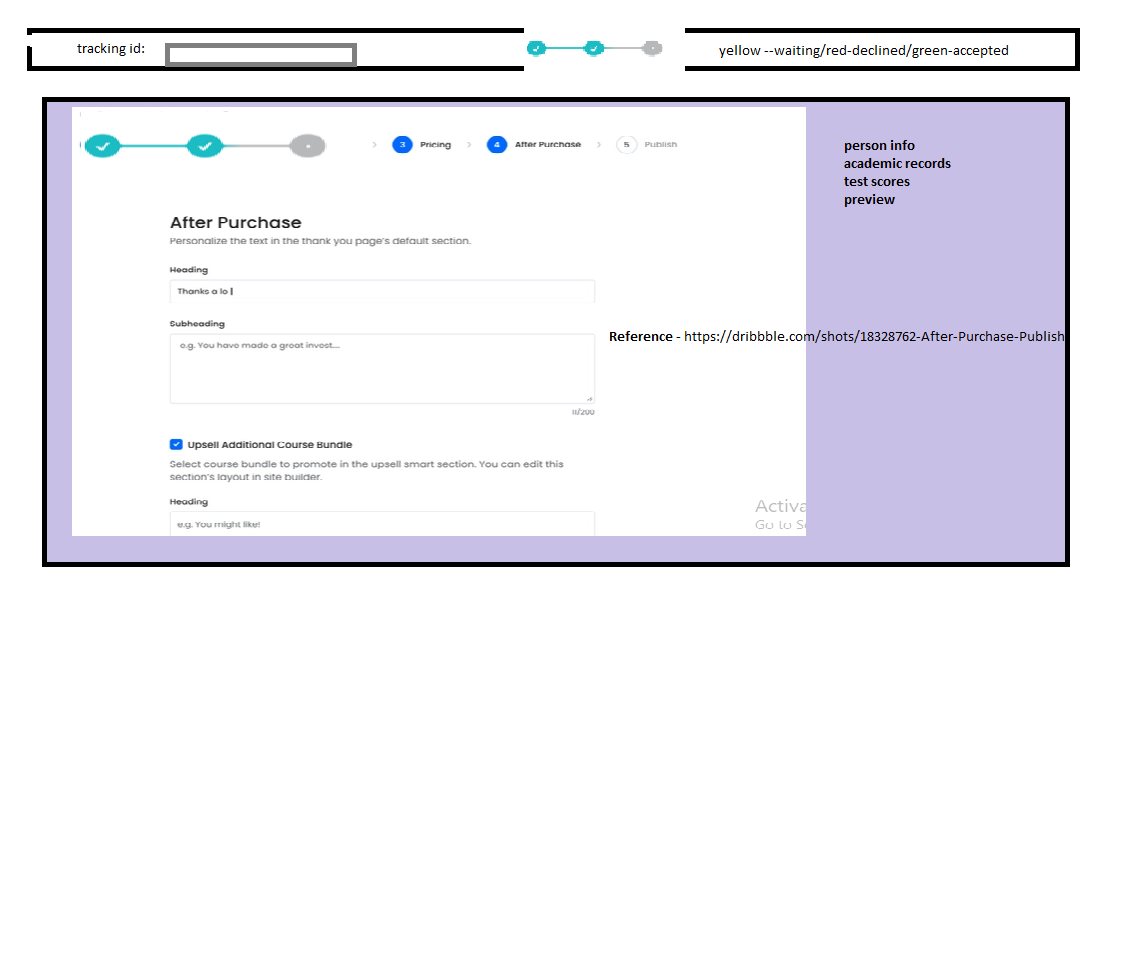 tracking id:
yellow --waiting/red-declined/green-accepted
3 Pricing
4 After Purchase
5 Publish
person info
academic records
test scores
preview
After Purchase
Personalize the text in the thank you page's default section.
Heading
Thanks a lo
Subheading
e.g. You have made a great invest....
Reference - https://dribbble.com/shots/18328762-After-Purchase-Publish
11/200
Upsell Additional Course Bundle
Select course bundle to promote in the upsell smart section. You can edit this
section's layout in site builder.
Heading
e.g. You might like!
Activa
Go to S